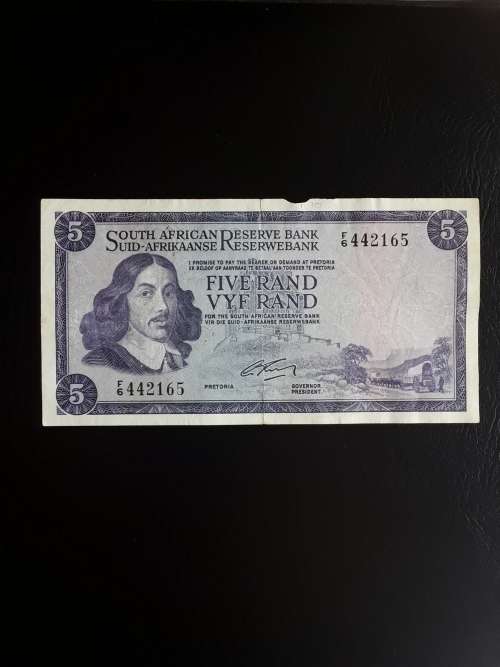 5
5
SOUTH AFRICAN RESERVE BANK
SUID-AFRIKAANSE RESERWEBANK
F/6 442165
I PROMISE TO PAY THE BEARER ON DEMAND AT PRETORIA
EK BELOOF OP AANVRAAG TE BETAAL AAN TOONDER TE PRETORIA
FIVE RAND
VYF RAND
FOR THE SOUTH AFRICAN RESERVE BANK
VIR DIE SUID-AFRIKAANSE RESERWEBANK
5
F/6 442165
PRETORIA
GOVERNOR
PRESIDENT